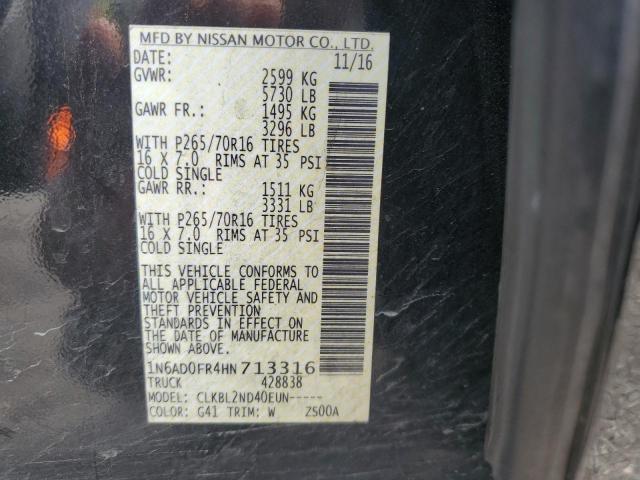 MFD BY NISSAN MOTOR CO., LTD.
DATE: 11/16
GVWR: 2599 KG
5730 LB
GAWR FR.: 1495 KG
3296 LB
WITH P265/70R16 TIRES
16 X 7.0 RIMS AT 35 PSI
COLD SINGLE
GAWR RR.: 1511 KG
3331 LB
WITH P265/70R16 TIRES
16 X 7.0 RIMS AT 35 PSI
COLD SINGLE
THIS VEHICLE CONFORMS TO
ALL APPLICABLE FEDERAL
MOTOR VEHICLE SAFETY AND
THEFT PREVENTION
STANDARDS IN EFFECT ON
THE DATE OF MANUFACTURE
SHOWN ABOVE.
1N6AD0FR4HN713316
TRUCK 428838
MODEL: CLKBL2ND40EUN-----
COLOR: G41 TRIM: W ZS00A